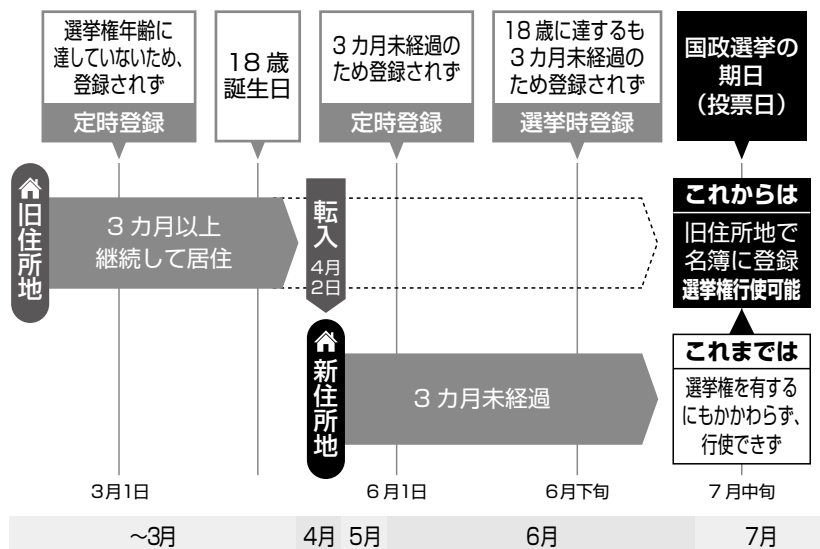 選挙権年齢に
達していないため、
登録されず
定時登録
18歳
誕生日
3カ月未経過の
ため登録されず
定時登録
18歳に達するも
3カ月未経過の
ため登録されず
選挙時登録
国政選挙の
期日
（投票日）
旧住所地
3カ月以上
継続して居住
転入
4月
2日
これからは
旧住所地で
名簿に登録
選挙権行使可能
新住所地
3カ月未経過
これまでは
選挙権を有する
にもかかわらず、
行使できず
3月1日
6月1日
6月下旬
7月中旬
〜3月
4月
5月
6月
7月